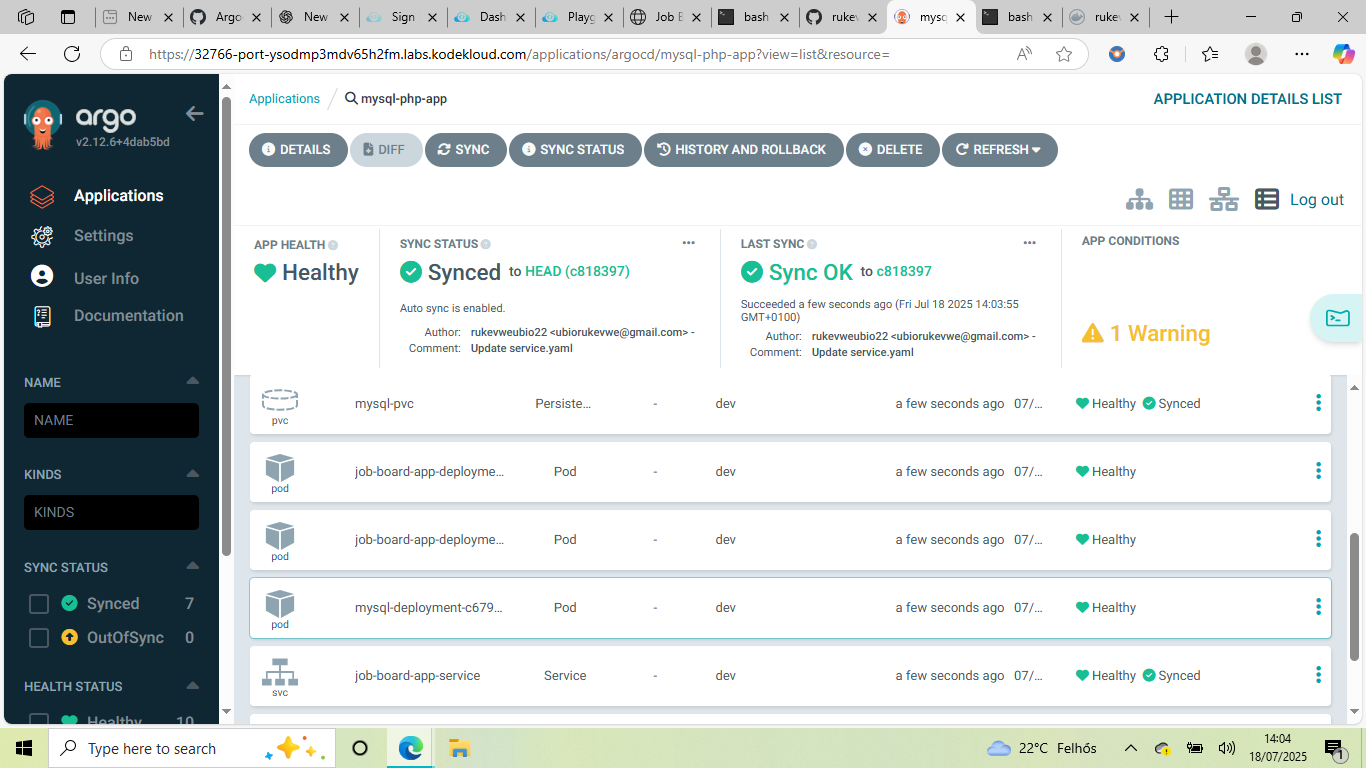 New
Argo
New
Sign
Dash
Playg
Job B
bash
rukev
mysq
bash
rukev
https://32766-port-ysodmp3mdv65h2fm.labs.kodekloud.com/applications/argocd/mysql-php-app?view=list&resource=
argo
v2.12.6+4dab5bd
Applications
Settings
User Info
Documentation
NAME
NAME
KINDS
KINDS
SYNC STATUS
Synced 7
OutOfSync 0
HEALTH STATUS
Healthy 10
Applications / mysql-php-app
APPLICATION DETAILS LIST
DETAILS DIFF SYNC SYNC STATUS HISTORY AND ROLLBACK DELETE REFRESH
Log out
APP HEALTH
Healthy
SYNC STATUS
Synced to HEAD (c818397)
Auto sync is enabled.
Author: rukevweubio22 <ubiorukevwe@gmail.com> -
Comment: Update service.yaml
LAST SYNC
Sync OK to c818397
Succeeded a few seconds ago (Fri Jul 18 2025 14:03:55
GMT+0100)
Author: rukevweubio22 <ubiorukevwe@gmail.com> -
Comment: Update service.yaml
APP CONDITIONS
1 Warning
pvc mysql-pvc Persiste... - dev a few seconds ago 07/... Healthy Synced
pod job-board-app-deployme... Pod - dev a few seconds ago 07/... Healthy
pod job-board-app-deployme... Pod - dev a few seconds ago 07/... Healthy
pod mysql-deployment-c679... Pod - dev a few seconds ago 07/... Healthy
svc job-board-app-service Service - dev a few seconds ago 07/... Healthy Synced
Type here to search
22°C Felhős
14:04
18/07/2025
1